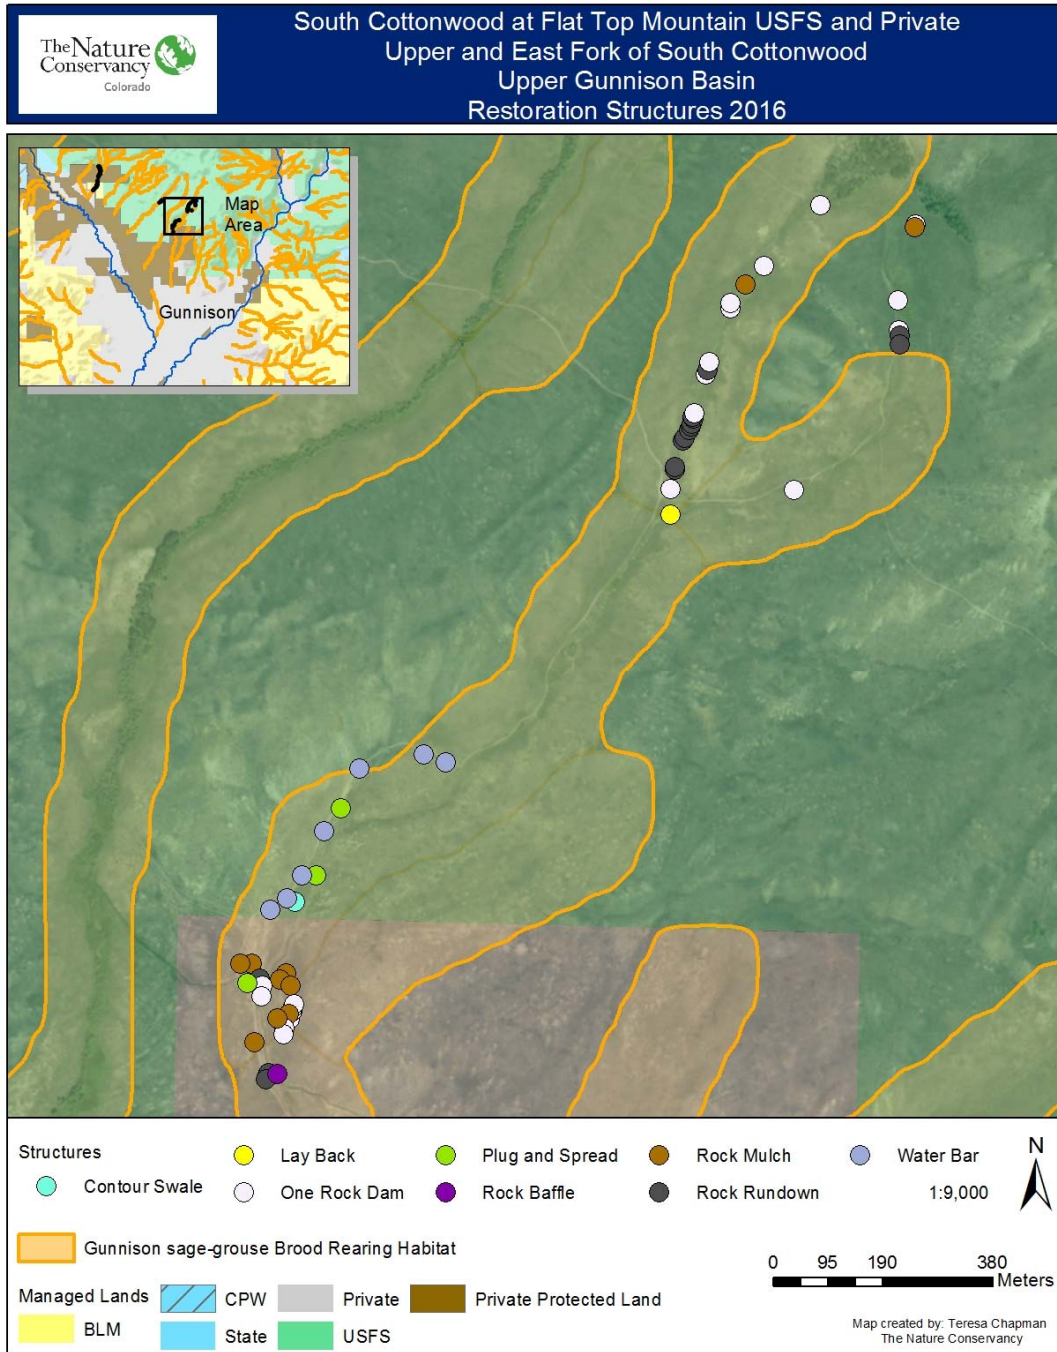 The Nature
Conservancy
Colorado
South Cottonwood at Flat Top Mountain USFS and Private
Upper and East Fork of South Cottonwood
Upper Gunnison Basin
Restoration Structures 2016
Map
Area
Gunnison
Structures
Contour Swale
Lay Back
One Rock Dam
Plug and Spread
Rock Baffle
Rock Mulch
Rock Rundown
Water Bar
1:9,000
N
Gunnison sage-grouse Brood Rearing Habitat
0 95 190 380
Meters
Managed Lands
BLM
CPW
State
Private
USFS
Private Protected Land
Map created by: Teresa Chapman
The Nature Conservancy